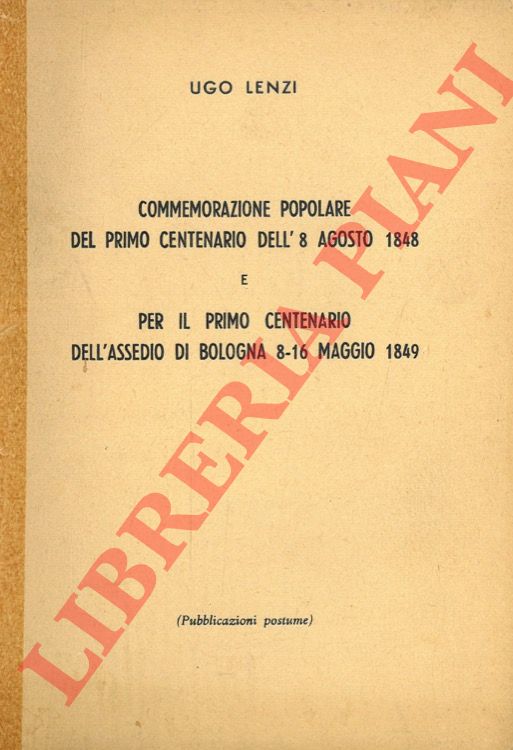 UGO LENZI
COMMEMORAZIONE POPOLARE
DEL PRIMO CENTENARIO DELL'8 AGOSTO 1848
E
PER IL PRIMO CENTENARIO
DELL'ASSEDIO DI BOLOGNA 8-16 MAGGIO 1849
(Pubblicazioni postume)
LIBRERIA PIANI